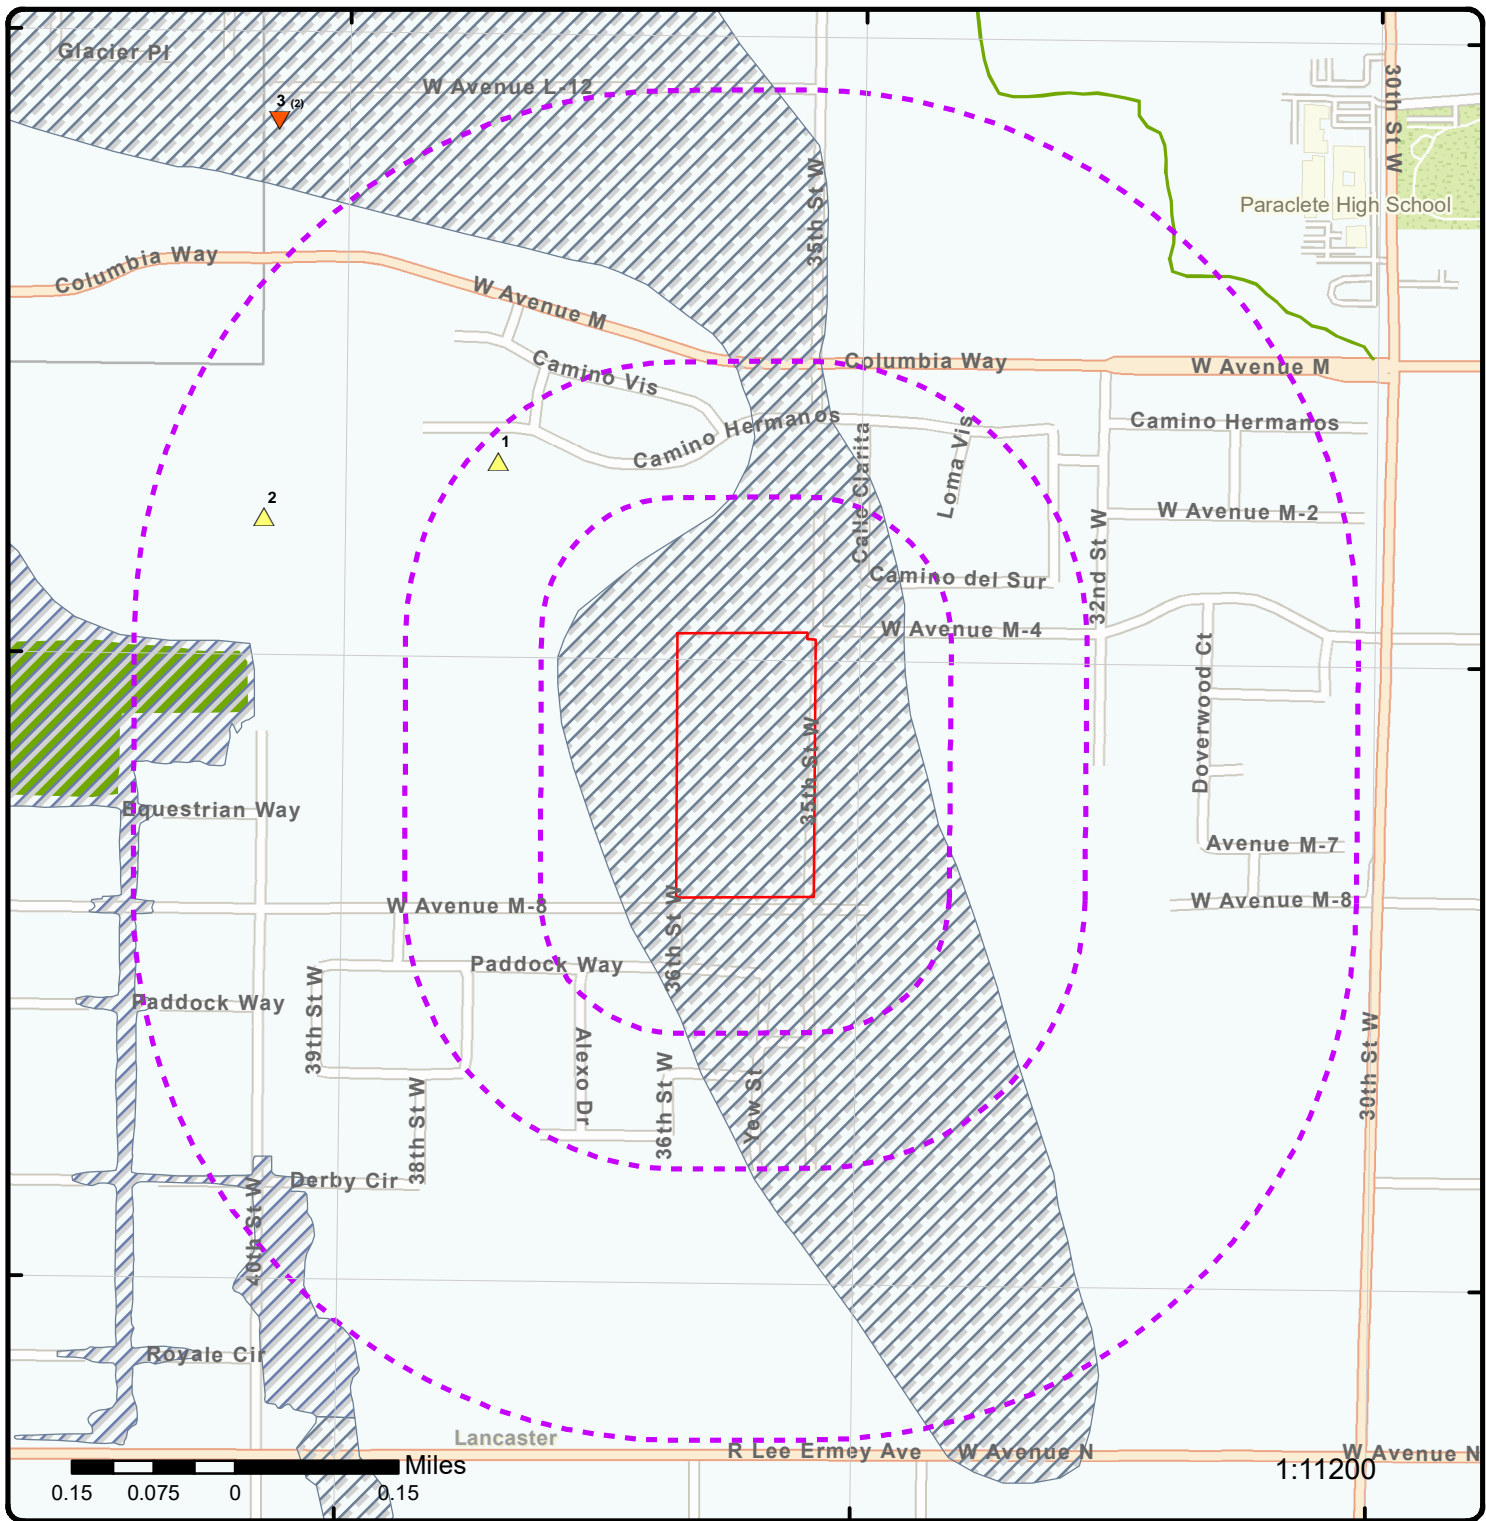 Glacier Pl
W Avenue L-12
3 (2)
30th St W
35th St W
Paraclete High School
Columbia Way
W Avenue M
Camino Vis
Columbia Way
W Avenue M
Camino Hermanos
Camino Hermanos
1
Calle Clarita
Loma Vis
2
W Avenue M-2
32nd St W
Camino del Sur
W Avenue M-4
Doverwood Ct
35th St W
Equestrian Way
Avenue M-7
W Avenue M-8
36th St W
W Avenue M-8
Paddock Way
Paddock Way
39th St W
Alexo Dr
30th St W
38th St W
36th St W
Yew St
Derby Cir
40th St W
Royale Cir
Lancaster
R Lee Ermey Ave
W Avenue N
W Avenue N
Miles
1:11200
0.15 0.075 0 0.15